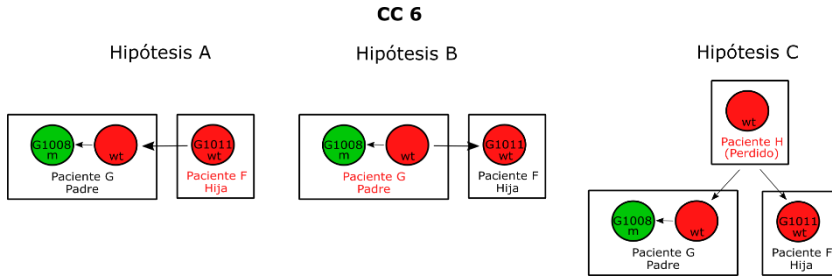 CC 6
Hipótesis A
Hipótesis B
Hipótesis C
G1008
m
wt
G1011
wt
Paciente G
Padre
Paciente F
Hija
G1008
m
wt
G1011
wt
Paciente G
Padre
Paciente F
Hija
wt
Paciente H
(Perdido)
G1008
m
wt
G1011
wt
Paciente G
Padre
Paciente F
Hija